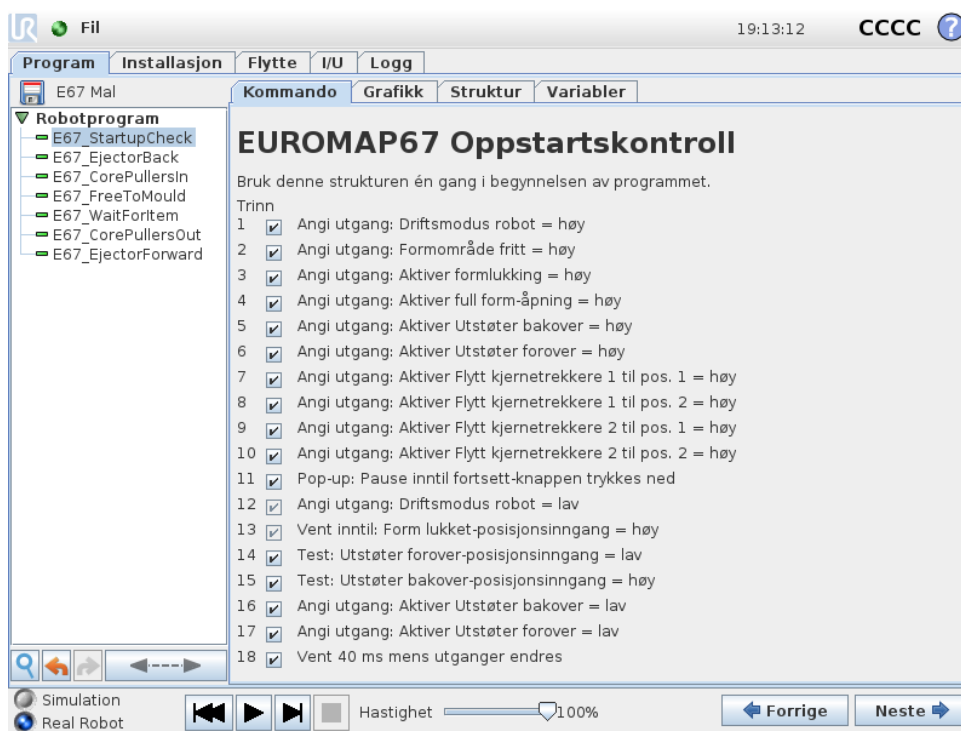 UR Fil 19:13:12 CCCC ?
Program Installasjon Flytte I/U Logg
E67 Mal
Kommando Grafikk Struktur Variabler
Robotprogram
E67_StartupCheck
E67_EjectorBack
E67_CorePullersIn
E67_FreeToMould
E67_WaitForItem
E67_CorePullersOut
E67_EjectorForward
EUROMAP67 Oppstartskontroll
Bruk denne strukturen én gang i begynnelsen av programmet.
Trinn
1 Angi utgang: Driftsmodus robot = høy
2 Angi utgang: Formområde fritt = høy
3 Angi utgang: Aktiver formlukking = høy
4 Angi utgang: Aktiver full form-åpning = høy
5 Angi utgang: Aktiver Utstøter bakover = høy
6 Angi utgang: Aktiver Utstøter forover = høy
7 Angi utgang: Aktiver Flytt kjernetrekkere 1 til pos. 1 = høy
8 Angi utgang: Aktiver Flytt kjernetrekkere 1 til pos. 2 = høy
9 Angi utgang: Aktiver Flytt kjernetrekkere 2 til pos. 1 = høy
10 Angi utgang: Aktiver Flytt kjernetrekkere 2 til pos. 2 = høy
11 Pop-up: Pause inntil fortsett-knappen trykkes ned
12 Angi utgang: Driftsmodus robot = lav
13 Vent inntil: Form lukket-posisjonsinngang = høy
14 Test: Utstøter forover-posisjonsinngang = lav
15 Test: Utstøter bakover-posisjonsinngang = høy
16 Angi utgang: Aktiver Utstøter bakover = lav
17 Angi utgang: Aktiver Utstøter forover = lav
18 Vent 40 ms mens utganger endres
Simulation
Real Robot
Hastighet 100%
Forrige Neste